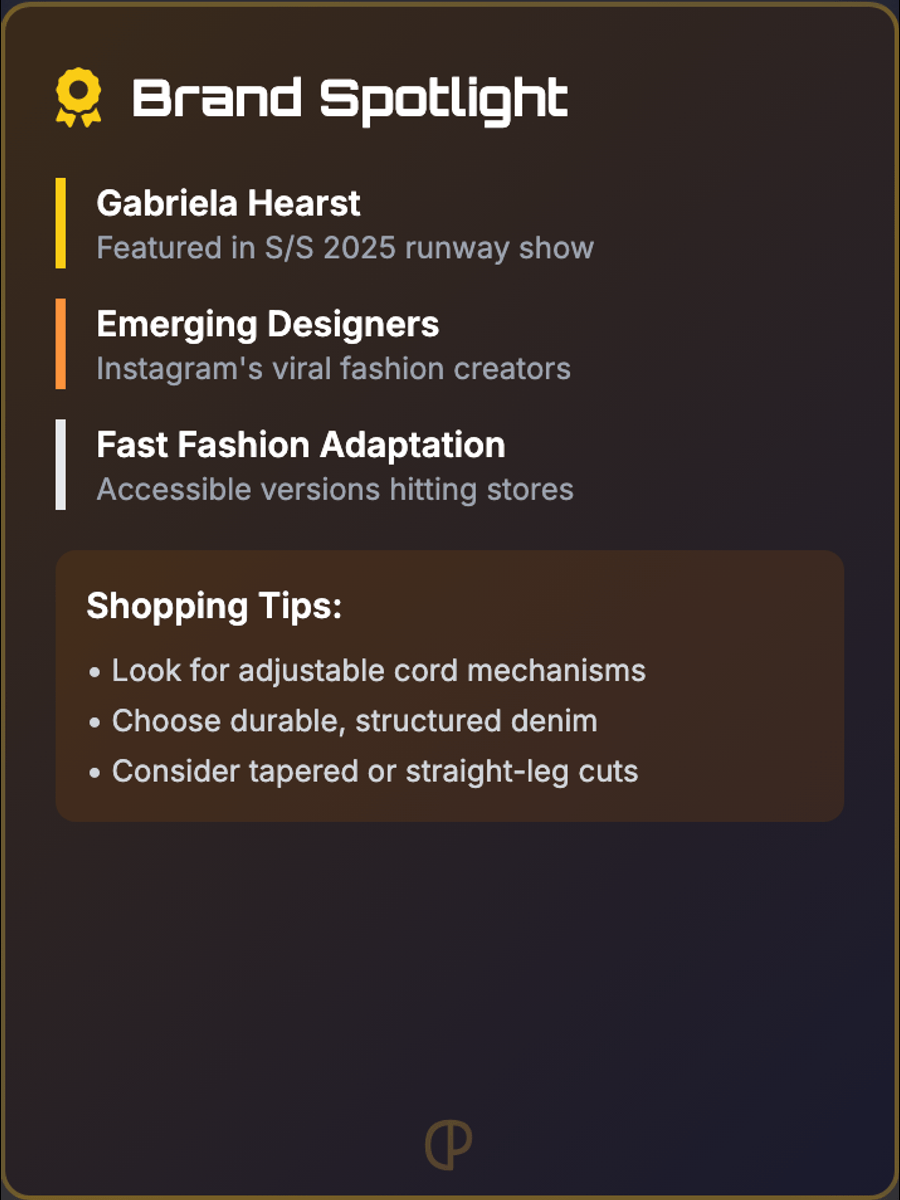 Brand Spotlight
Gabriela Hearst
Featured in S/S 2025 runway show
Emerging Designers
Instagram's viral fashion creators
Fast Fashion Adaptation
Accessible versions hitting stores
Shopping Tips:
• Look for adjustable cord mechanisms
• Choose durable, structured denim
• Consider tapered or straight-leg cuts